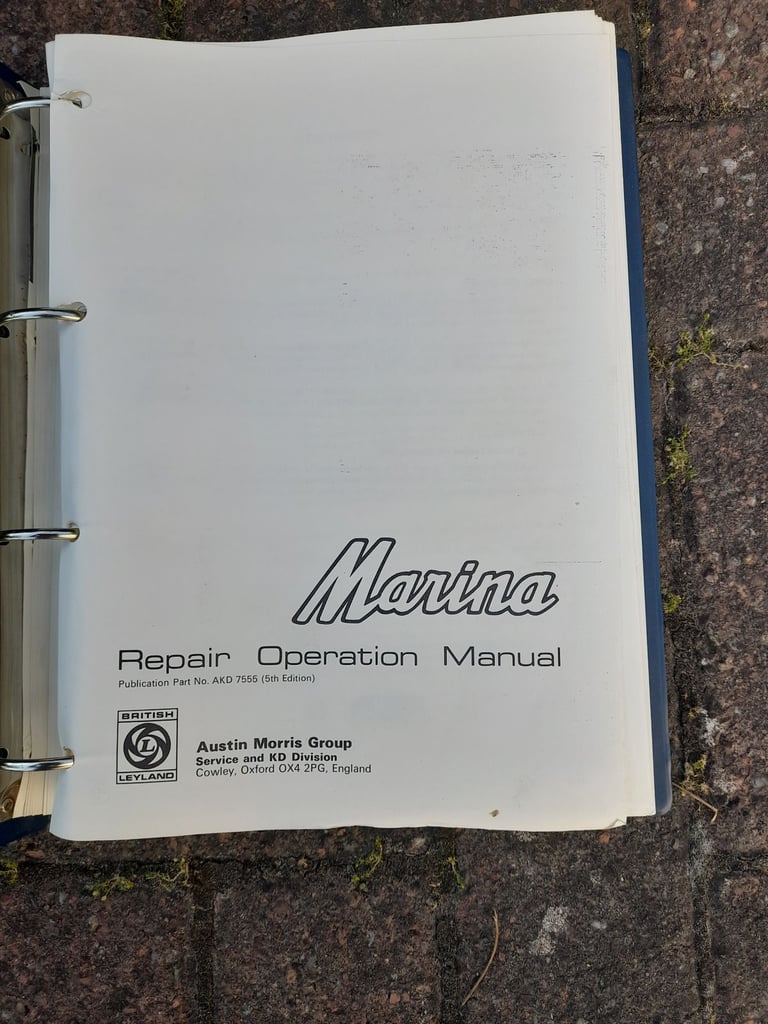 Marina
Repair Operation Manual
Publication Part No. AKD 7555 (5th Edition)
BRITISH
L
LEYLAND
Austin Morris Group
Service and KD Division
Cowley, Oxford OX4 2PG, England